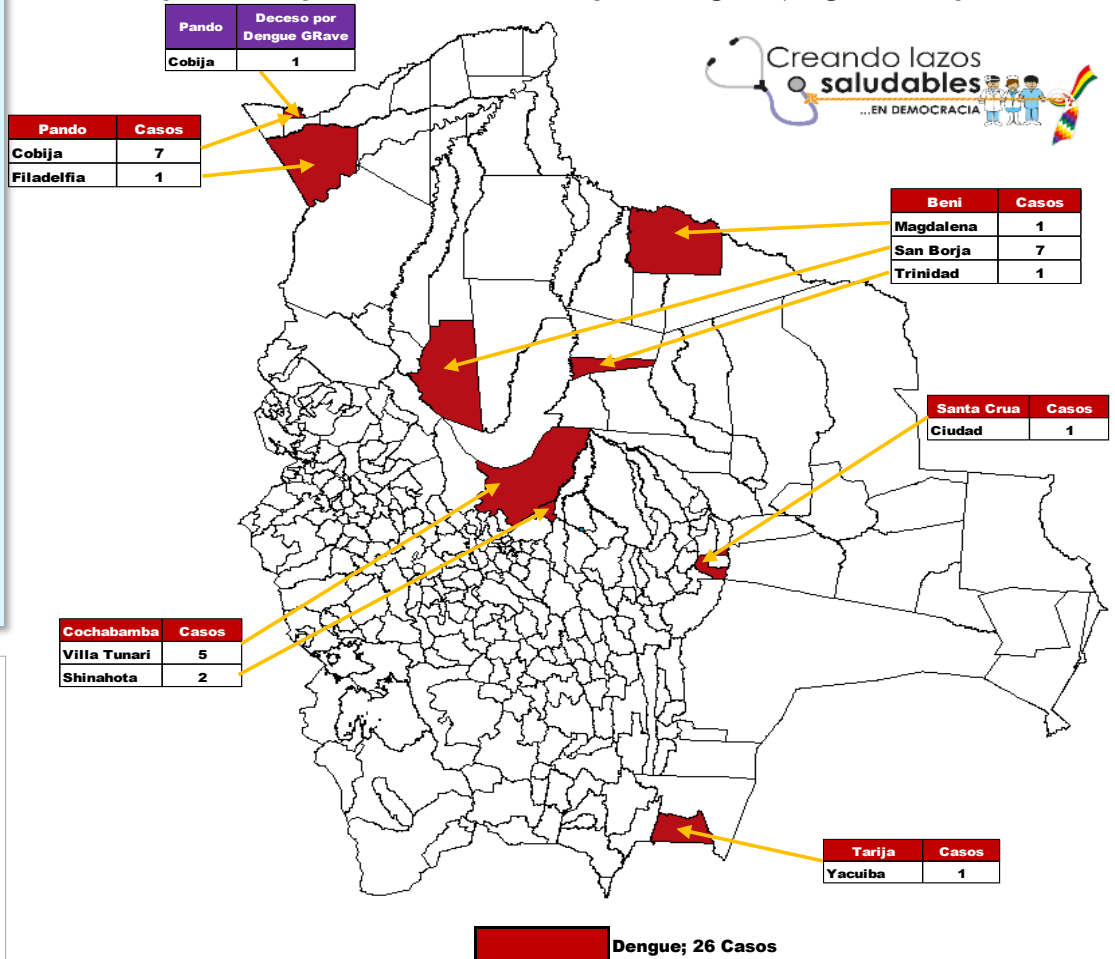 Pando Deceso por Dengue GRave
Cobija 1
Creando lazos
saludables
...EN DEMOCRACIA
Pando Casos
Cobija 7
Filadelfia 1
Beni Casos
Magdalena 1
San Borja 7
Trinidad 1
Santa Crua Casos
Ciudad 1
Cochabamba Casos
Villa Tunari 5
Shinahota 2
Tarija Casos
Yacuiba 1
Dengue; 26 Casos